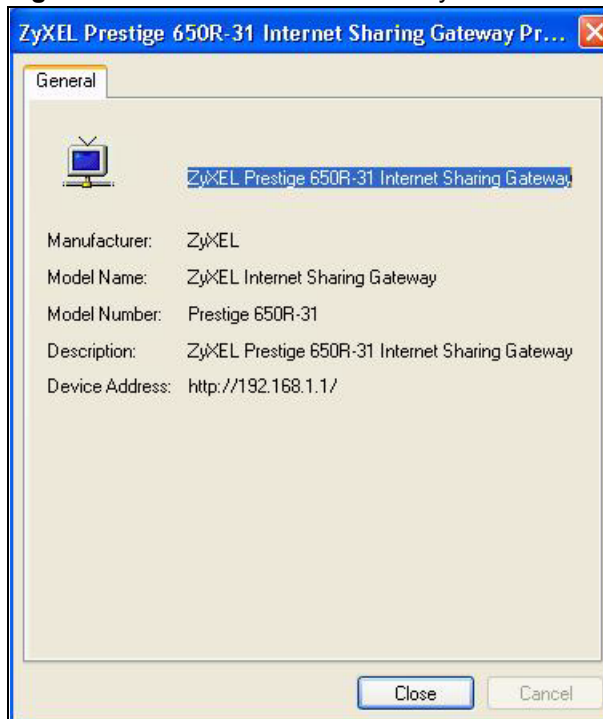 ZyXEL Prestige 650R-31 Internet Sharing Gateway Pr...
General
ZyXEL Prestige 650R-31 Internet Sharing Gateway
Manufacturer: ZyXEL
Model Name: ZyXEL Internet Sharing Gateway
Model Number: Prestige 650R-31
Description: ZyXEL Prestige 650R-31 Internet Sharing Gateway
Device Address: http://192.168.1.1/
Close Cancel